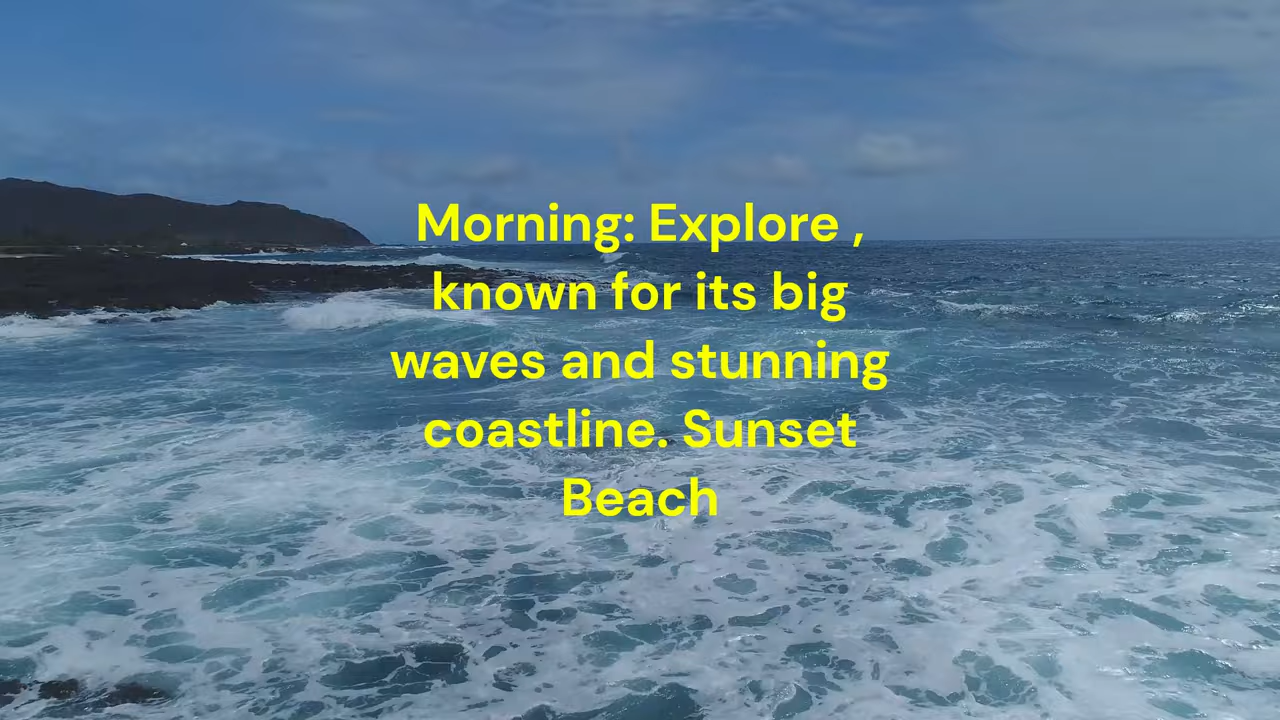 Morning: Explore ,
known for its big
waves and stunning
coastline. Sunset
Beach